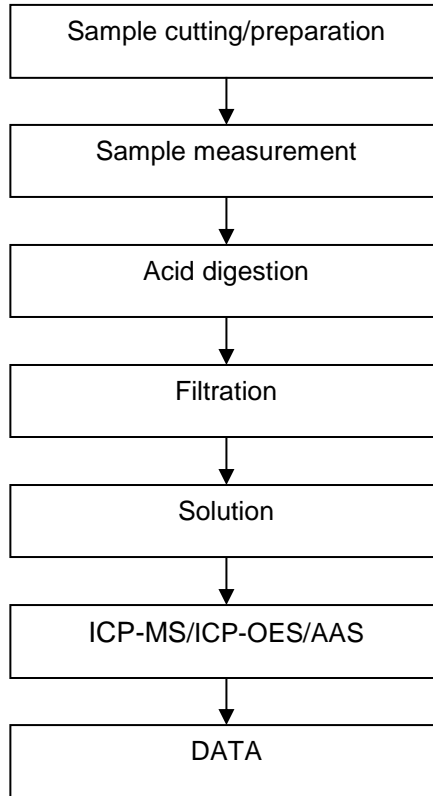 Sample cutting/preparation
Sample measurement
Acid digestion
Filtration
Solution
ICP-MS/ICP-OES/AAS
DATA